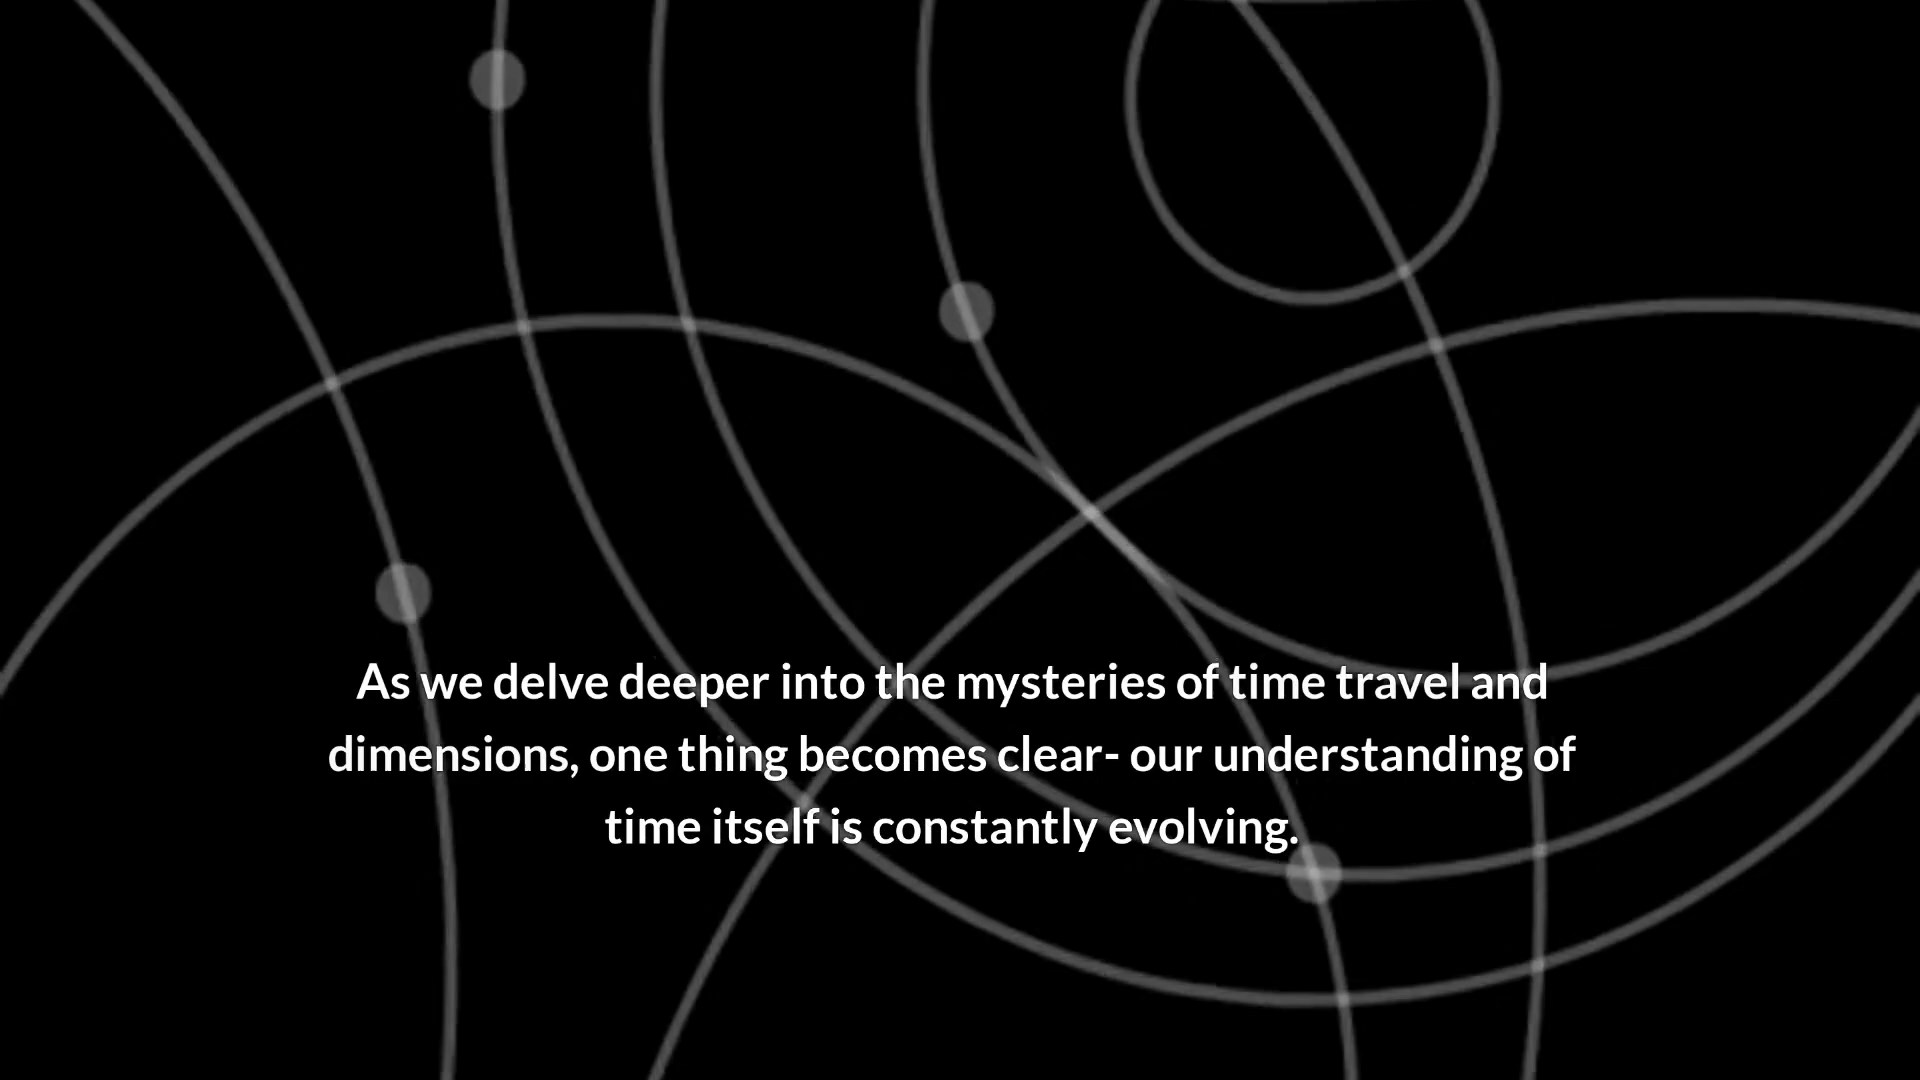 As we delve deeper into the mysteries of time travel and
dimensions, one thing becomes clear- our understanding of
time itself is constantly evolving.